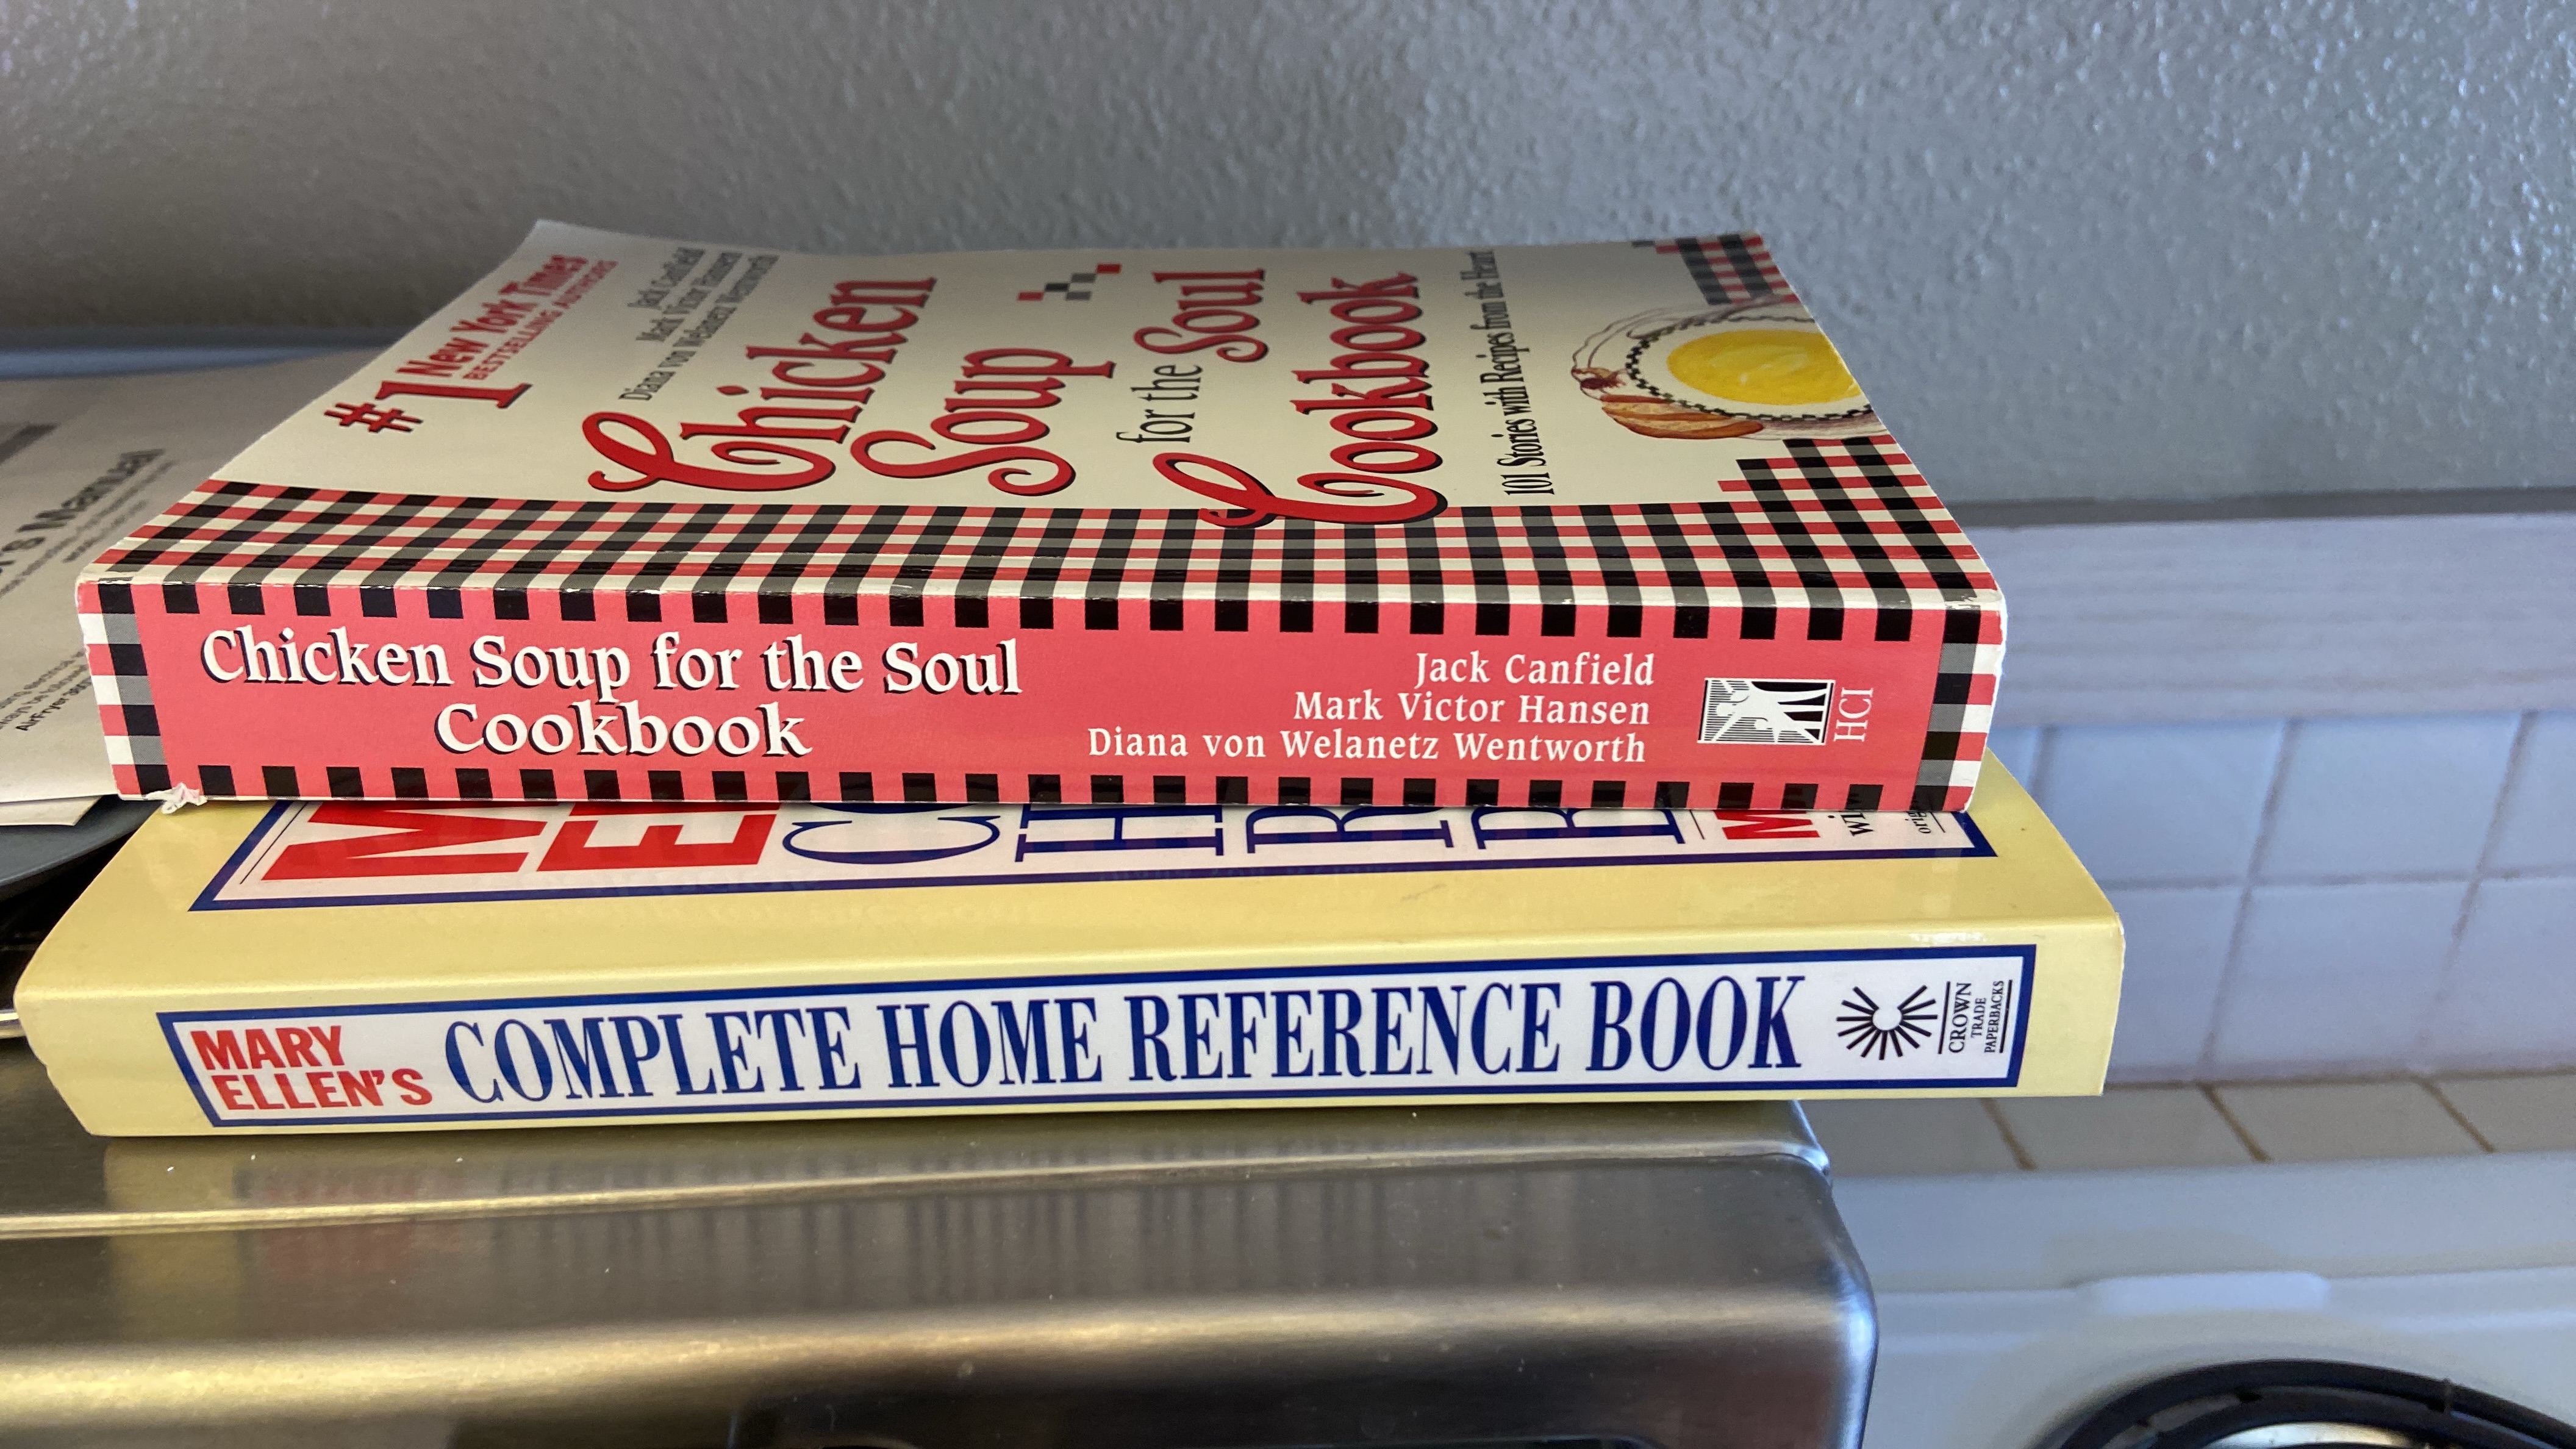 #1 New York Times
BESTSELLING AUTHORS
Jack Canfield
Mark Victor Hansen
Diana von Welanetz Wentworth
Chicken
Soup
for the Soul
Cookbook
101 Stories with Recipes from the Heart
Chicken Soup for the Soul
Cookbook
Jack Canfield
Mark Victor Hansen
Diana von Welanetz Wentworth
HCI
MARY
ELLEN'S
COMPLETE HOME REFERENCE BOOK
CROWN
TRADE
PAPERBACKS
Manual
AirFryer